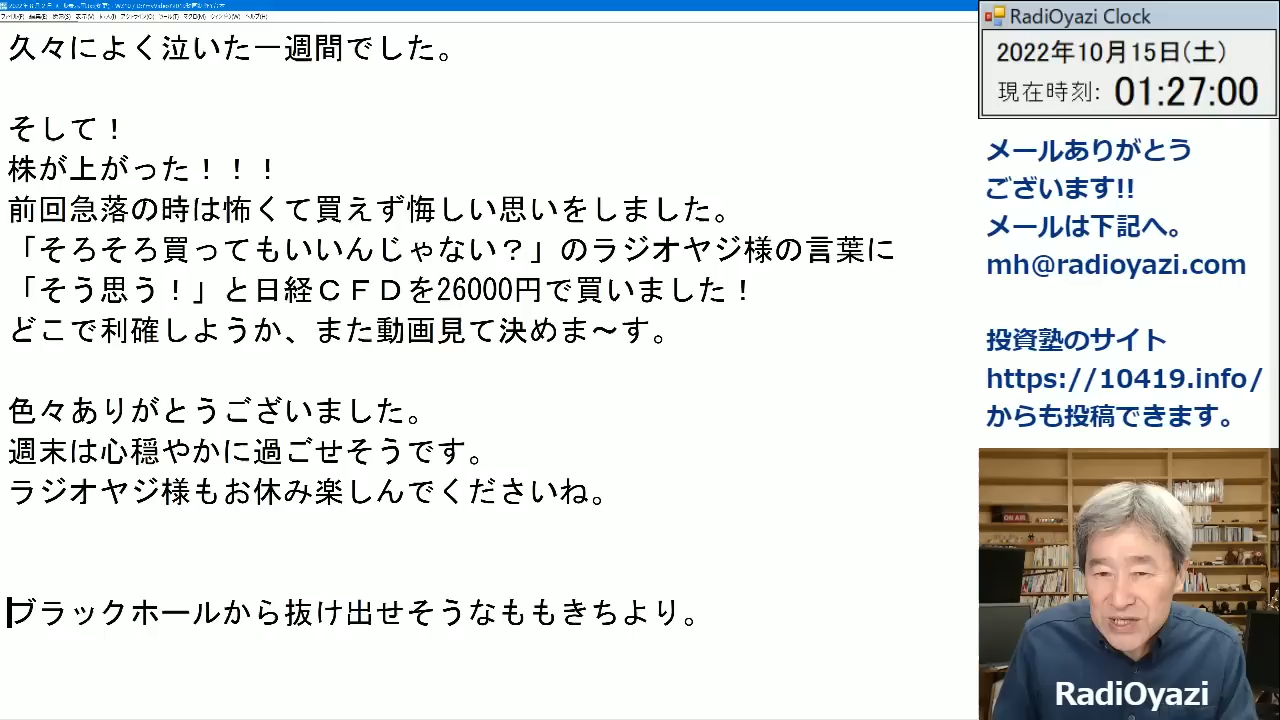 久々によく泣いた一週間でした。
そして！
株が上がった！！！
前回急落の時は怖くて買えず悔しい思いをしました。
「そろそろ買ってもいいんじゃない？」のラジオヤジ様の言葉に
「そう思う！」と日経ＣＦＤを26000円で買いました！
どこで利確しようか、また動画見て決めま～す。
色々ありがとうございました。
週末は心穏やかに過ごせそうです。
ラジオヤジ様もお休み楽しんでくださいね。
ブラックホールから抜け出せそうなももきちより。
RadiOyazi Clock
2022年10月15日(土)
現在時刻: 01:27:00
メールありがとう
ございます!!
メールは下記へ。
mh@radioyazi.com
投資塾のサイト
https://10419.info/
からも投稿できます。
ON AIR
RadiOyazi